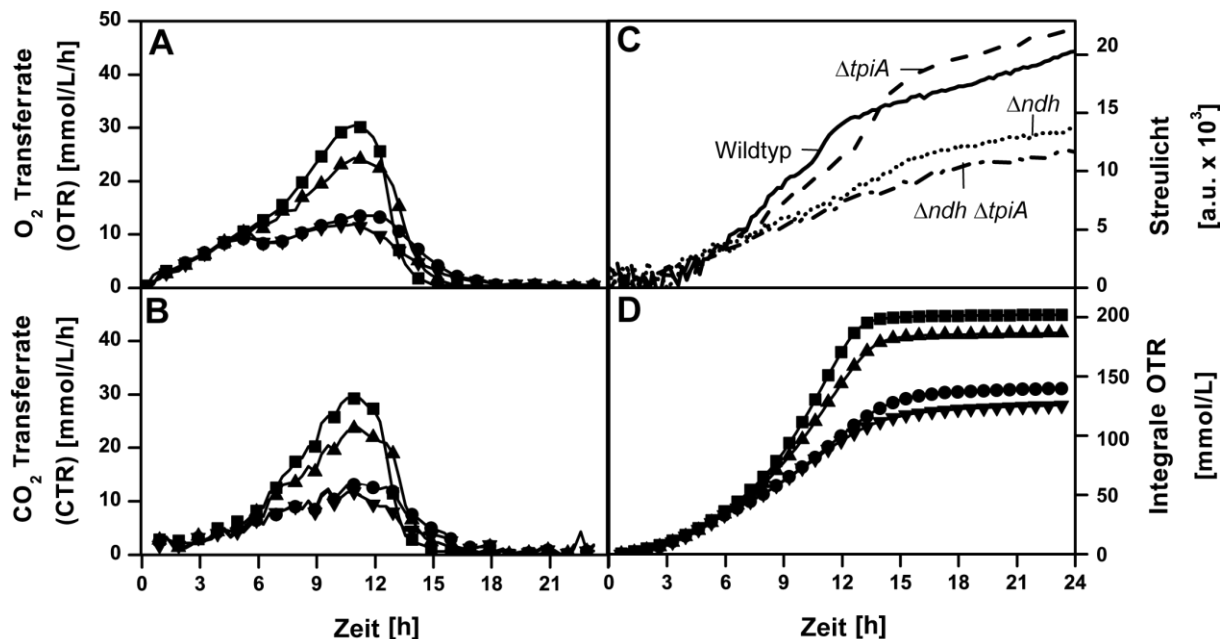 A
O₂ Transferrate
(OTR) [mmol/L/h]
50
40
30
20
10
0
B
CO₂ Transferrate
(CTR) [mmol/L/h]
40
30
20
10
0
0 3 6 9 12 15 18 21
Zeit [h]
C
ΔtpiA
Wildtyp
Δndh
Δndh ΔtpiA
20
15
10
5
0
Streulicht
[a.u. x 10³]
D
200
150
100
50
0
Integrale OTR
mmol/L
0 3 6 9 12 15 18 21 24
Zeit [h]